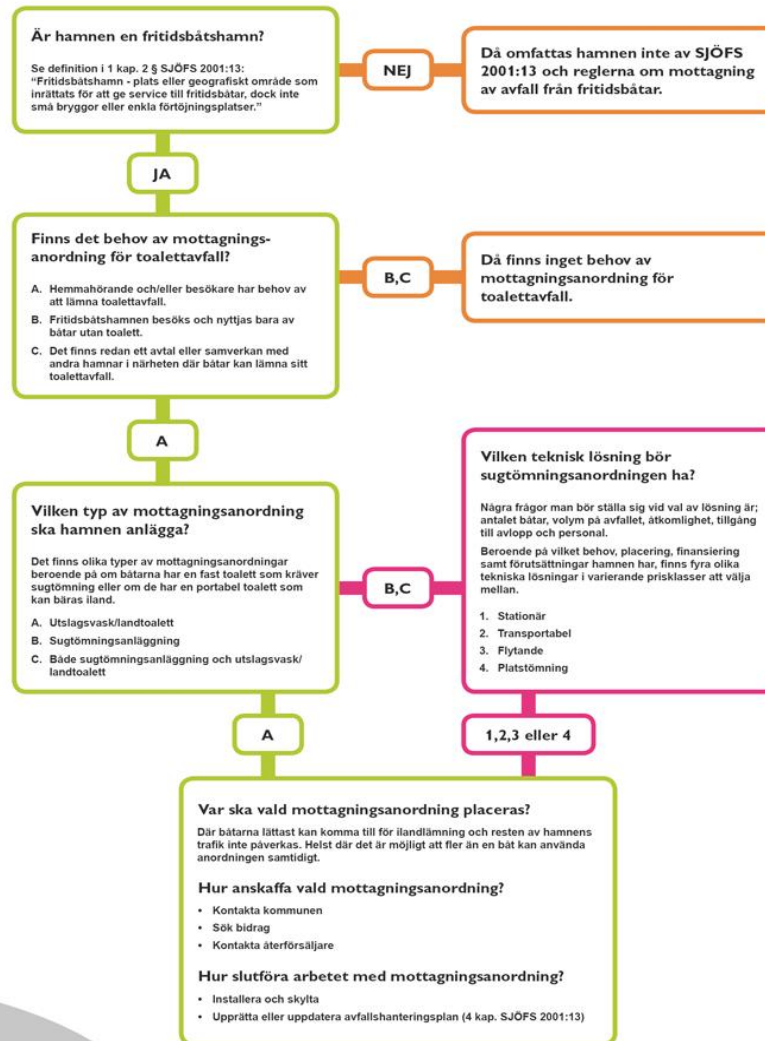 Är hamnen en fritidsbåtshamn?
Se definition i 1 kap. 2 § SJÖFS 2001:13:
“Fritidsbåtshamn - plats eller geografiskt område som
inrättats för att ge service till fritidsbåtar, dock inte
små bryggor eller enkla förtöjningsplatser.”
NEJ
Då omfattas hamnen inte av SJÖFS
2001:13 och reglerna om mottagning
av avfall från fritidsbåtar.
JA
Finns det behov av mottagnings-
anordning för toalettavfall?
A. Hemmahörande och/eller besökare har behov av
att lämna toalettavfall.
B. Fritidsbåtshamnen besöks och nyttjas bara av
båtar utan toalett.
C. Det finns redan ett avtal eller samverkan med
andra hamnar i närheten där båtar kan lämna sitt
toalettavfall.
B,C
Då finns inget behov av
mottagningsanordning för
toalettavfall.
A
Vilken typ av mottagningsanordning
ska hamnen anlägga?
Det finns olika typer av mottagningsanordningar
beroende på om båtarna har en fast toalett som kräver
sugtömning eller om de har en portabel toalett som
kan bäras iland.
A. Utslagsvask/landtoalett
B. Sugtömningsanläggning
C. Både sugtömningsanläggning och utslagsvask/
landtoalett
B,C
Vilken teknisk lösning bör
sugtömningsanordningen ha?
Några frågor man bör ställa sig vid val av lösning är;
antalet båtar, volym på avfallet, åtkomlighet, tillgång
till avlopp och personal.
Beroende på vilket behov, placering, finansiering
samt förutsättningar hamnen har, finns fyra olika
tekniska lösningar i varierande prisklasser att välja
mellan.
1. Stationär
2. Transportabel
3. Flytande
4. Platstömning
A
1,2,3 eller 4
Var ska vald mottagningsanordning placeras?
Där båtarna lättast kan komma till för ilandlämning och resten av hamnens
trafik inte påverkas. Helst där det är möjligt att fler än en båt kan använda
anordningen samtidigt.
Hur anskaffa vald mottagningsanordning?
• Kontakta kommunen
• Sök bidrag
• Kontakta återförsäljare
Hur slutföra arbetet med mottagningsanordning?
• Installera och skylta
• Upprätta eller uppdatera avfallshanteringsplan (4 kap. SJÖFS 2001:13)